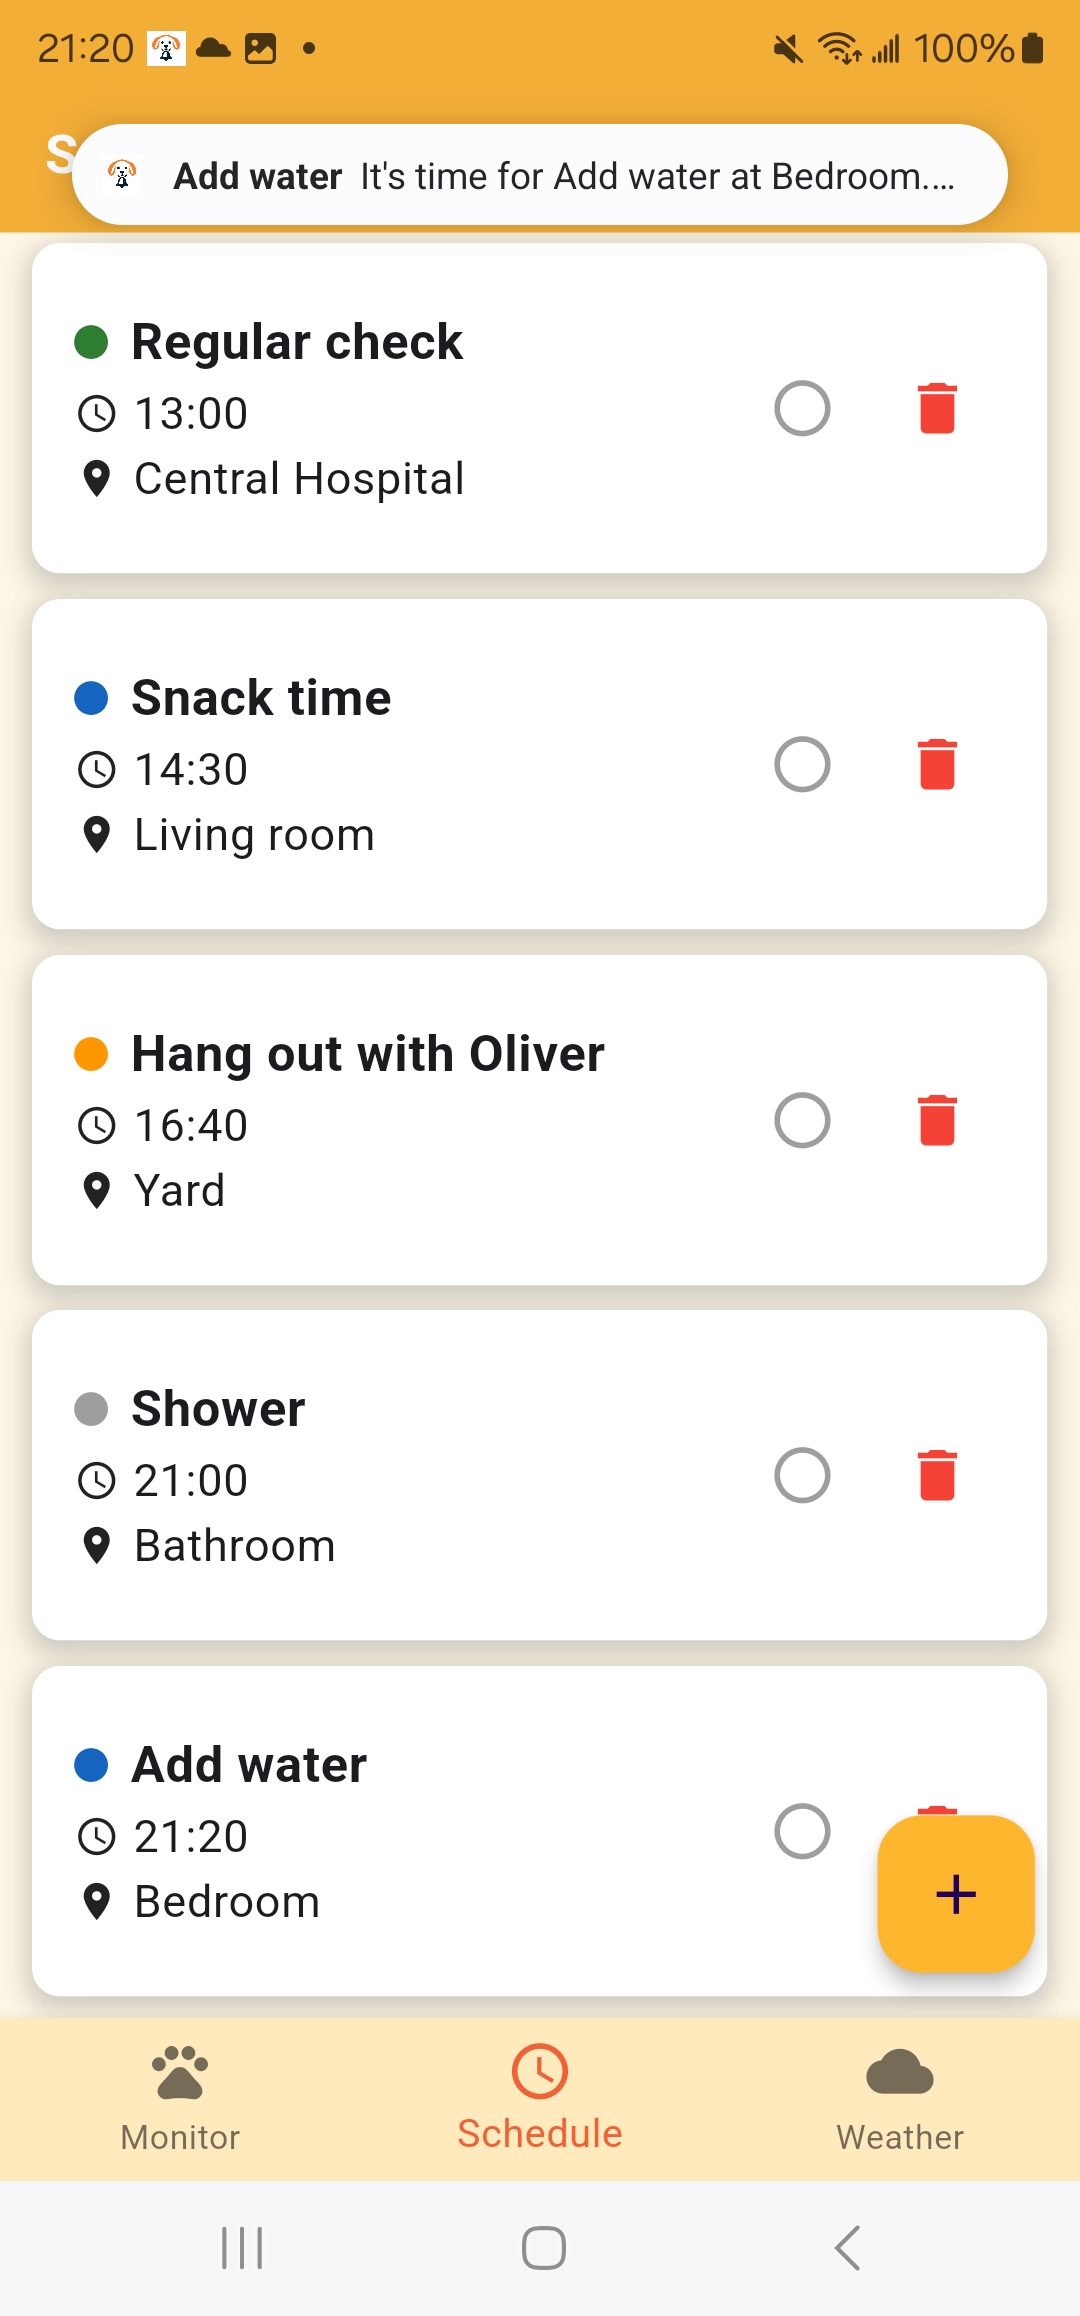 21:20
100%
S
Add water It's time for Add water at Bedroom....
Regular check
13:00
Central Hospital
Snack time
14:30
Living room
Hang out with Oliver
16:40
Yard
Shower
21:00
Bathroom
Add water
21:20
Bedroom
+
Monitor Schedule Weather